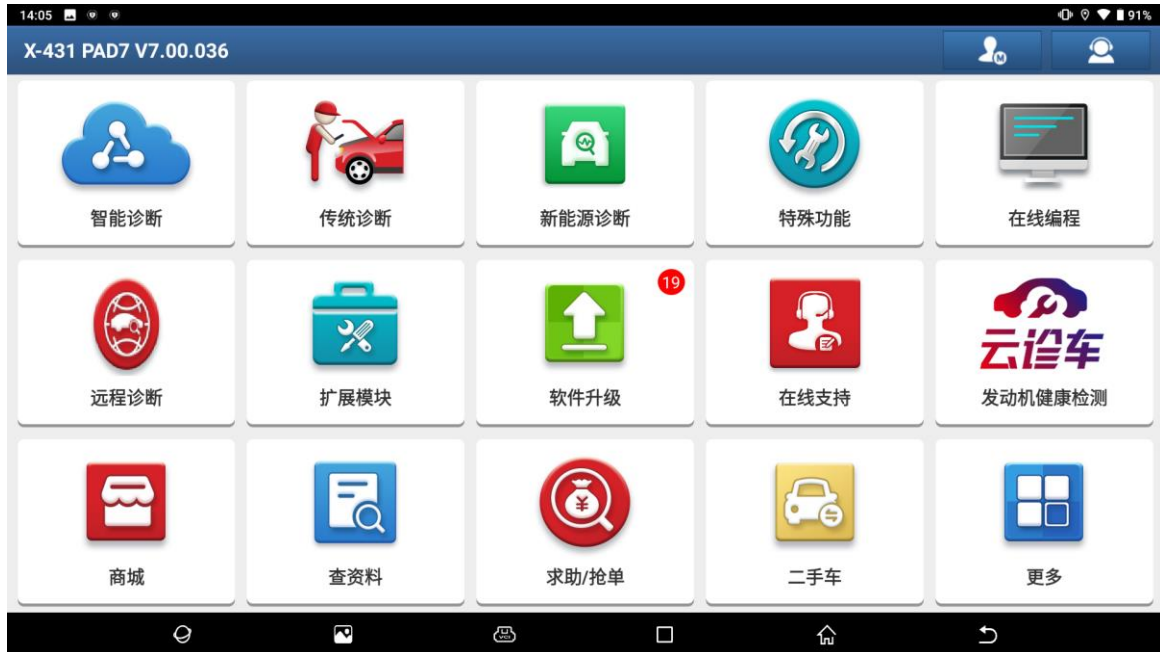 14:05
91%
X-431 PAD7 V7.00.036
M
智能诊断
传统诊断
新能源诊断
特殊功能
在线编程
19
云诊车
远程诊断
扩展模块
软件升级
在线支持
发动机健康检测
¥
商城
查资料
求助/抢单
二手车
更多
VCI